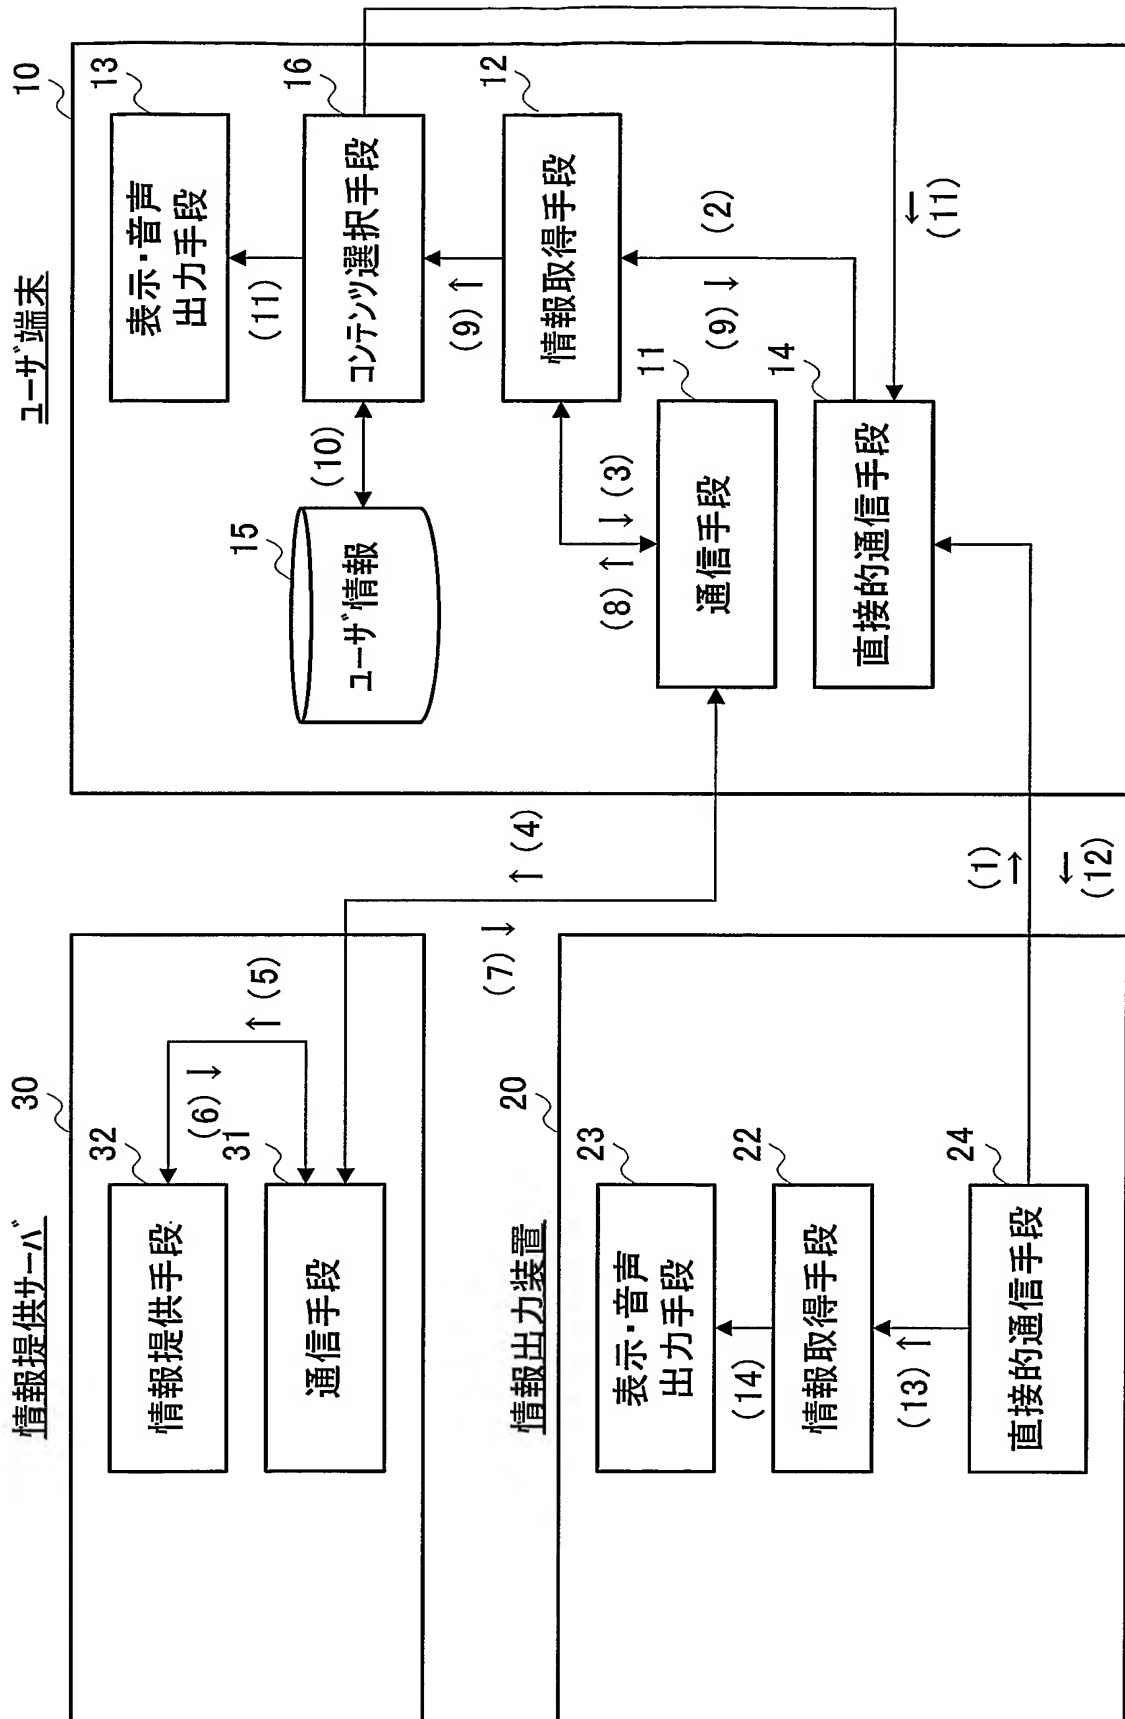 情報提供サーバ
30
ユーザ端末
10
情報提供手段
32
表示・音声
出力手段
13
(6)↓
↑(5)
(11)
通信手段
31
ユーザ情報
15
(10)
コンテンツ選択手段
16
(9)↑
(7)↓
↑(4)
情報取得手段
12
(8)↑
↓(3)
情報出力装置
20
表示・音声
出力手段
23
通信手段
11
(9)↓
(2)
(14)
情報取得手段
22
直接的通信手段
14
(13)↑
←
(11)
直接的通信手段
24
(1)
→
←
(12)